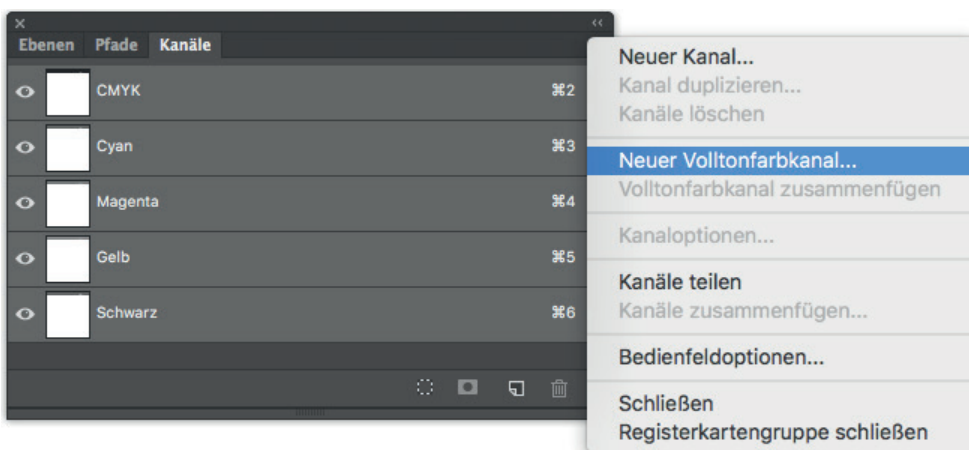 Ebenen Pfade Kanäle
CMYK ⌘2
Cyan ⌘3
Magenta ⌘4
Gelb ⌘5
Schwarz ⌘6
Neuer Kanal...
Kanal duplizieren...
Kanäle löschen
Neuer Volltonfarbkanal...
Volltonfarbkanal zusammenfügen
Kanaloptionen...
Kanäle teilen
Kanäle zusammenfügen...
Bedienfeldoptionen...
Schließen
Registerkartengruppe schließen